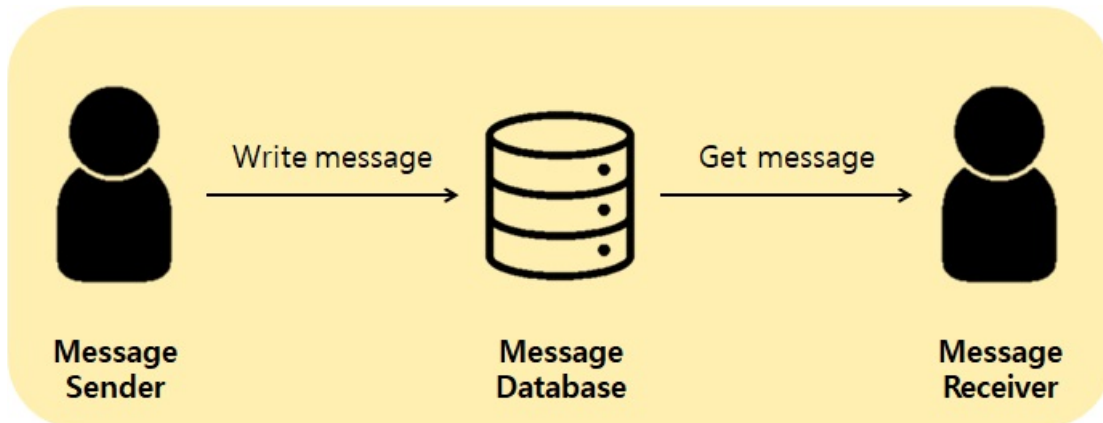 Write message
Get message
Message
Sender
Message
Database
Message
Receiver